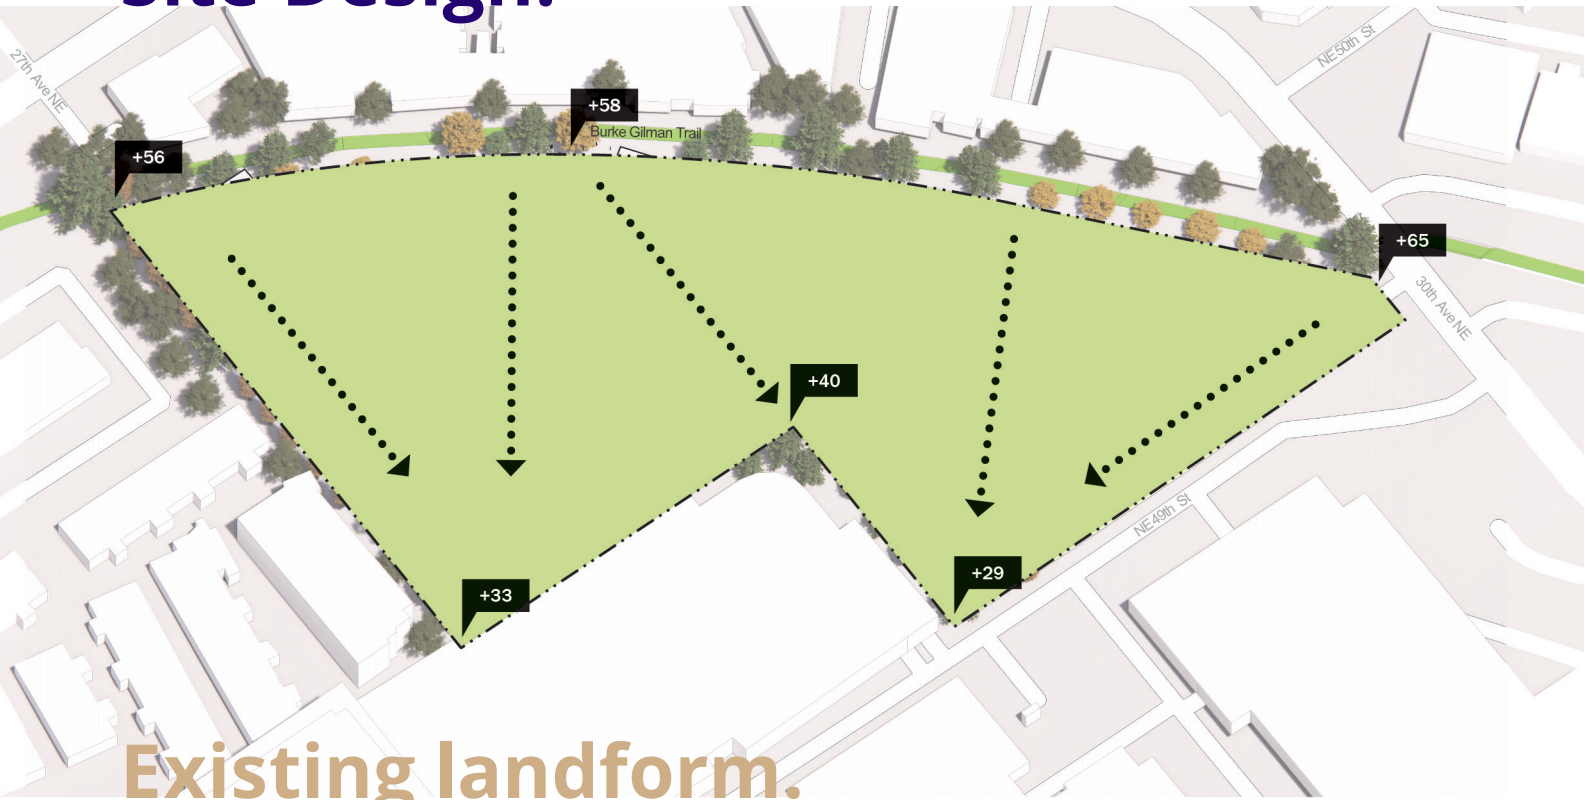 Site Design:
27th Ave NE
NE50th St
+58
Burke Gilman Trail
+56
+65
30th Ave NE
+40
NE49th St
+29
+33
Existing landform.